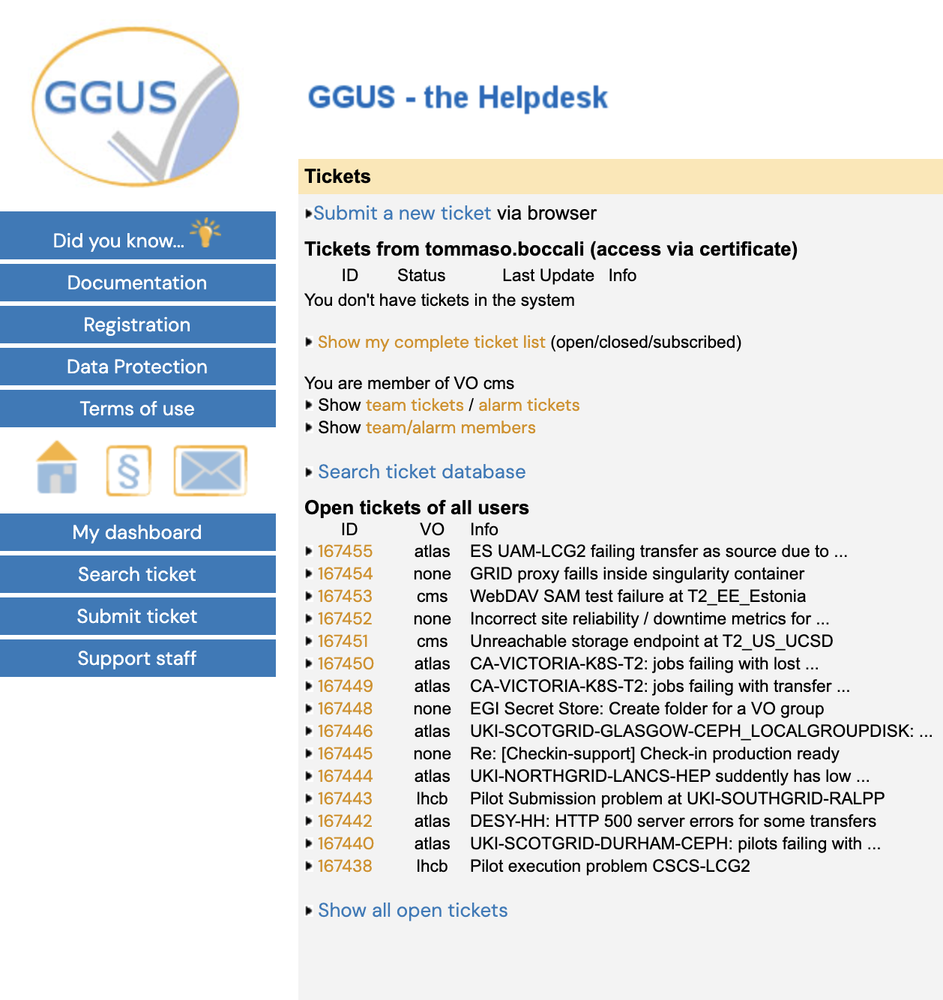 GGUS
GGUS - the Helpdesk
Did you know...
Documentation
Registration
Data Protection
Terms of use
§
My dashboard
Search ticket
Submit ticket
Support staff
Tickets
Submit a new ticket via browser
Tickets from tommaso.boccali (access via certificate)
ID Status Last Update Info
You don't have tickets in the system
Show my complete ticket list (open/closed/subscribed)
You are member of VO cms
Show team tickets / alarm tickets
Show team/alarm members
Search ticket database
Open tickets of all users
ID VO Info
167455 atlas ES UAM-LCG2 failing transfer as source due to ...
167454 none GRID proxy faills inside singularity container
167453 cms WebDAV SAM test failure at T2_EE_Estonia
167452 none Incorrect site reliability / downtime metrics for ...
167451 cms Unreachable storage endpoint at T2_US_UCSD
167450 atlas CA-VICTORIA-K8S-T2: jobs failing with lost ...
167449 atlas CA-VICTORIA-K8S-T2: jobs failing with transfer ...
167448 none EGI Secret Store: Create folder for a VO group
167446 atlas UKI-SCOTGRID-GLASGOW-CEPH_LOCALGROUPDISK: ...
167445 none Re: [Checkin-support] Check-in production ready
167444 atlas UKI-NORTHGRID-LANCS-HEP suddently has low ...
167443 lhcb Pilot Submission problem at UKI-SOUTHGRID-RALPP
167442 atlas DESY-HH: HTTP 500 server errors for some transfers
167440 atlas UKI-SCOTGRID-DURHAM-CEPH: pilots failing with ...
167438 lhcb Pilot execution problem CSCS-LCG2
Show all open tickets